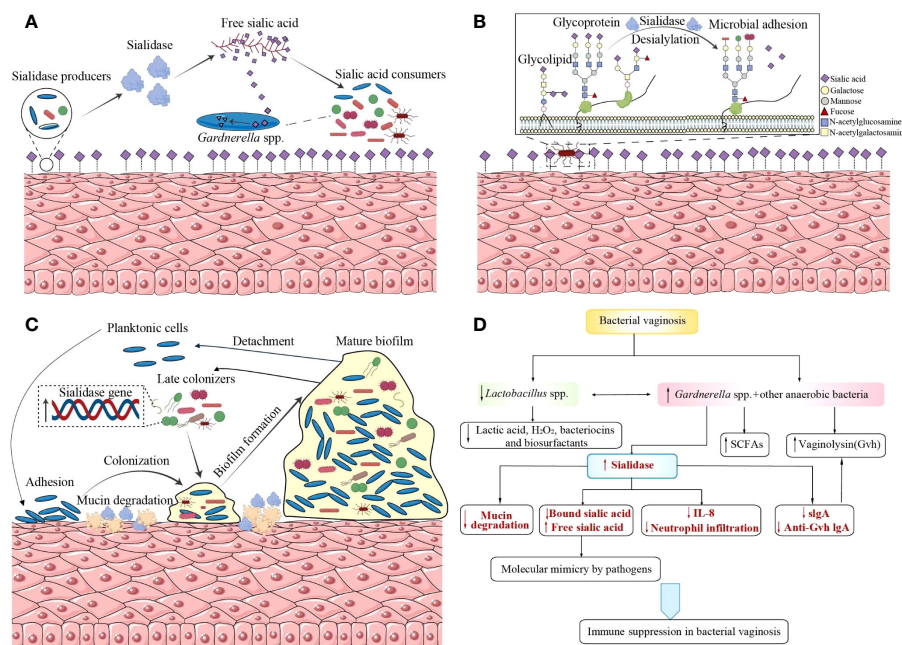 A
Free sialic acid
Sialidase
Sialidase producers
Sialic acid consumers
Gardnerella spp.
B
Glycoprotein
Sialidase
Microbial adhesion
Desialylation
Glycolipid
Sialic acid
Galactose
Mannose
Fucose
N-acetylglucosamine
N-acetylgalactosamir
C
Planktonic cells
Detachment
Mature biofilm
Late colonizers
Sialidase gene
Biofilm formation
Colonization
Adhesion
Mucin degradation
D
Bacterial vaginosis
↓Lactobacillus spp.
↑ Gardnerella spp.+other anaerobic bacteria
↓ Lactic acid, H₂O₂, bacteriocins
and biosurfactants
↑ SCFAs
↑ Vaginolysin(Gvh)
↑ Sialidase
Mucin
degradation
↓Bound sialic acid
↑ Free sialic acid
↓ IL-8
↓Neutrophil infiltration
↓ sIgA
↓ Anti-Gvh IgA
Molecular mimicry by pathogens
Immune suppression in bacterial vaginosis